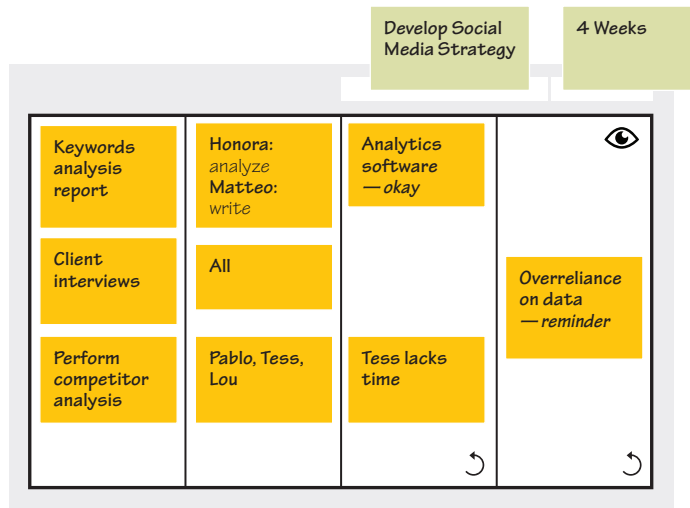 Develop Social
Media Strategy
4 Weeks
Keywords
analysis
report
Honora:
analyze
Matteo:
write
Analytics
software
— okay
Client
interviews
All
Overreliance
on data
— reminder
Perform
competitor
analysis
Pablo, Tess,
Lou
Tess lacks
time